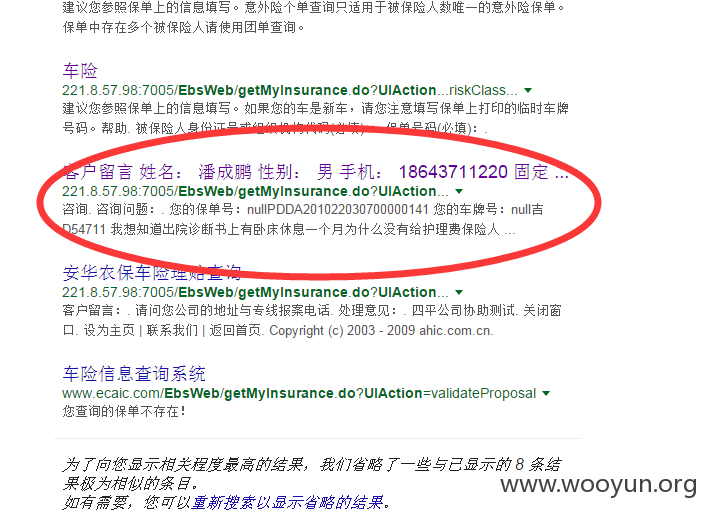 建议您参照保单上的信息填写。意外险个单查询只适用于被保险人数唯一的意外险保单。
保单中存在多个被保险人请使用团单查询。
车险
221.8.57.98:7005/EbsWeb/getMyInsurance.do?UIAction...riskClass...
建议您参照保单上的信息填写。如果您的车是新车，请您注意填写保单上打印的临时车牌
号码。帮助. 被保险人身份证号或组织机构代码(必填)：. 保单号码(必填)：.
客户留言 姓名： 潘成鹏 性别： 男 手机： 18643711220 固定 ...
221.8.57.98:7005/EbsWeb/getMyInsurance.do?UIAction...
咨询. 咨询问题：. 您的保单号：nullPDDA201022030700000141 您的车牌号：null吉
D54711 我想知道出院诊断书上有卧床休息一个月为什么没有给护理费保险人 ...
安华农保车险理赔查询
221.8.57.98:7005/EbsWeb/getMyInsurance.do?UIAction...
客户留言：. 请问您公司的地址与专线报案电话. 处理意见：. 四平公司协助测试. 关闭窗
口. 设为主页 | 联系我们 | 返回首页. Copyright (c) 2003 - 2009 ahic.com.cn.
车险信息查询系统
www.ecaic.com/EbsWeb/getMyInsurance.do?UIAction=validateProposal
您查询的保单不存在！
为了向您显示相关程度最高的结果，我们省略了一些与已显示的 8 条结
果极为相似的条目。
如有需要，您可以重新搜索以显示省略的结果。
www.wooyun.org